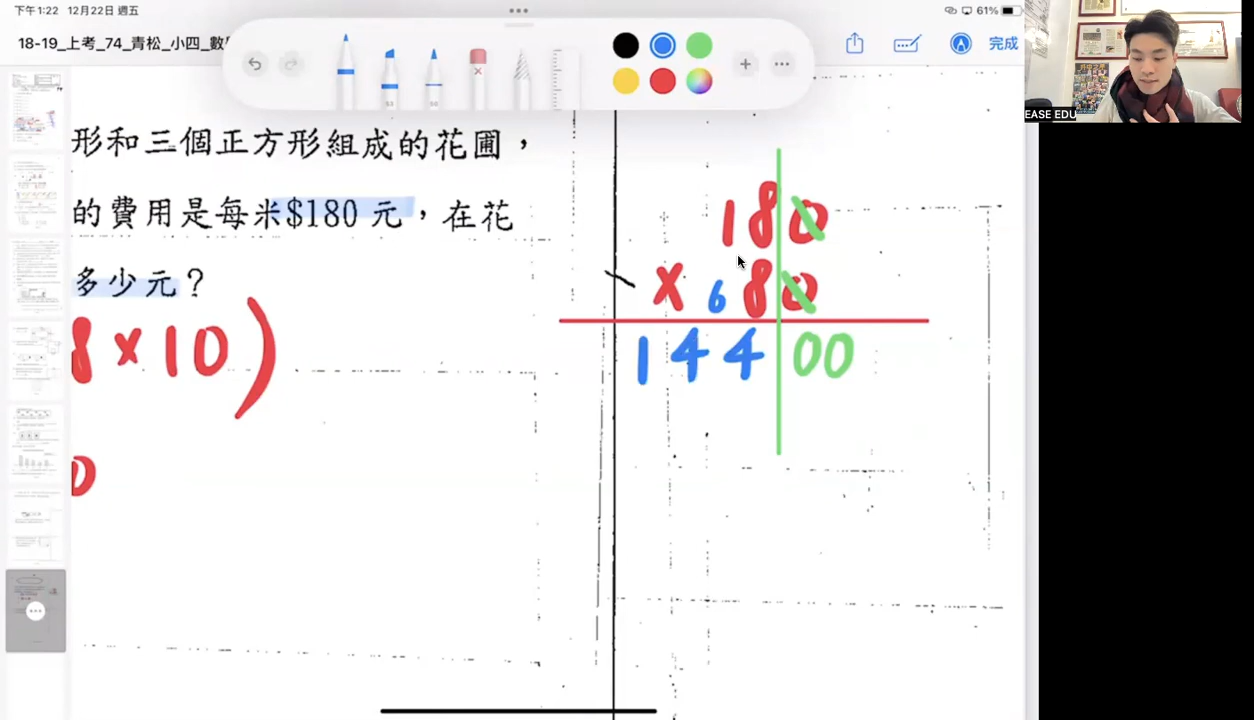 下午1:22 12月22日 週五
61%
18-19_上考_74_青松_小四_數
完成
EASE EDU
形和三個正方形組成的花圃，
的費用是每米$180元，在花
多少元？
8×10)
0
180
× 6 80
144 00